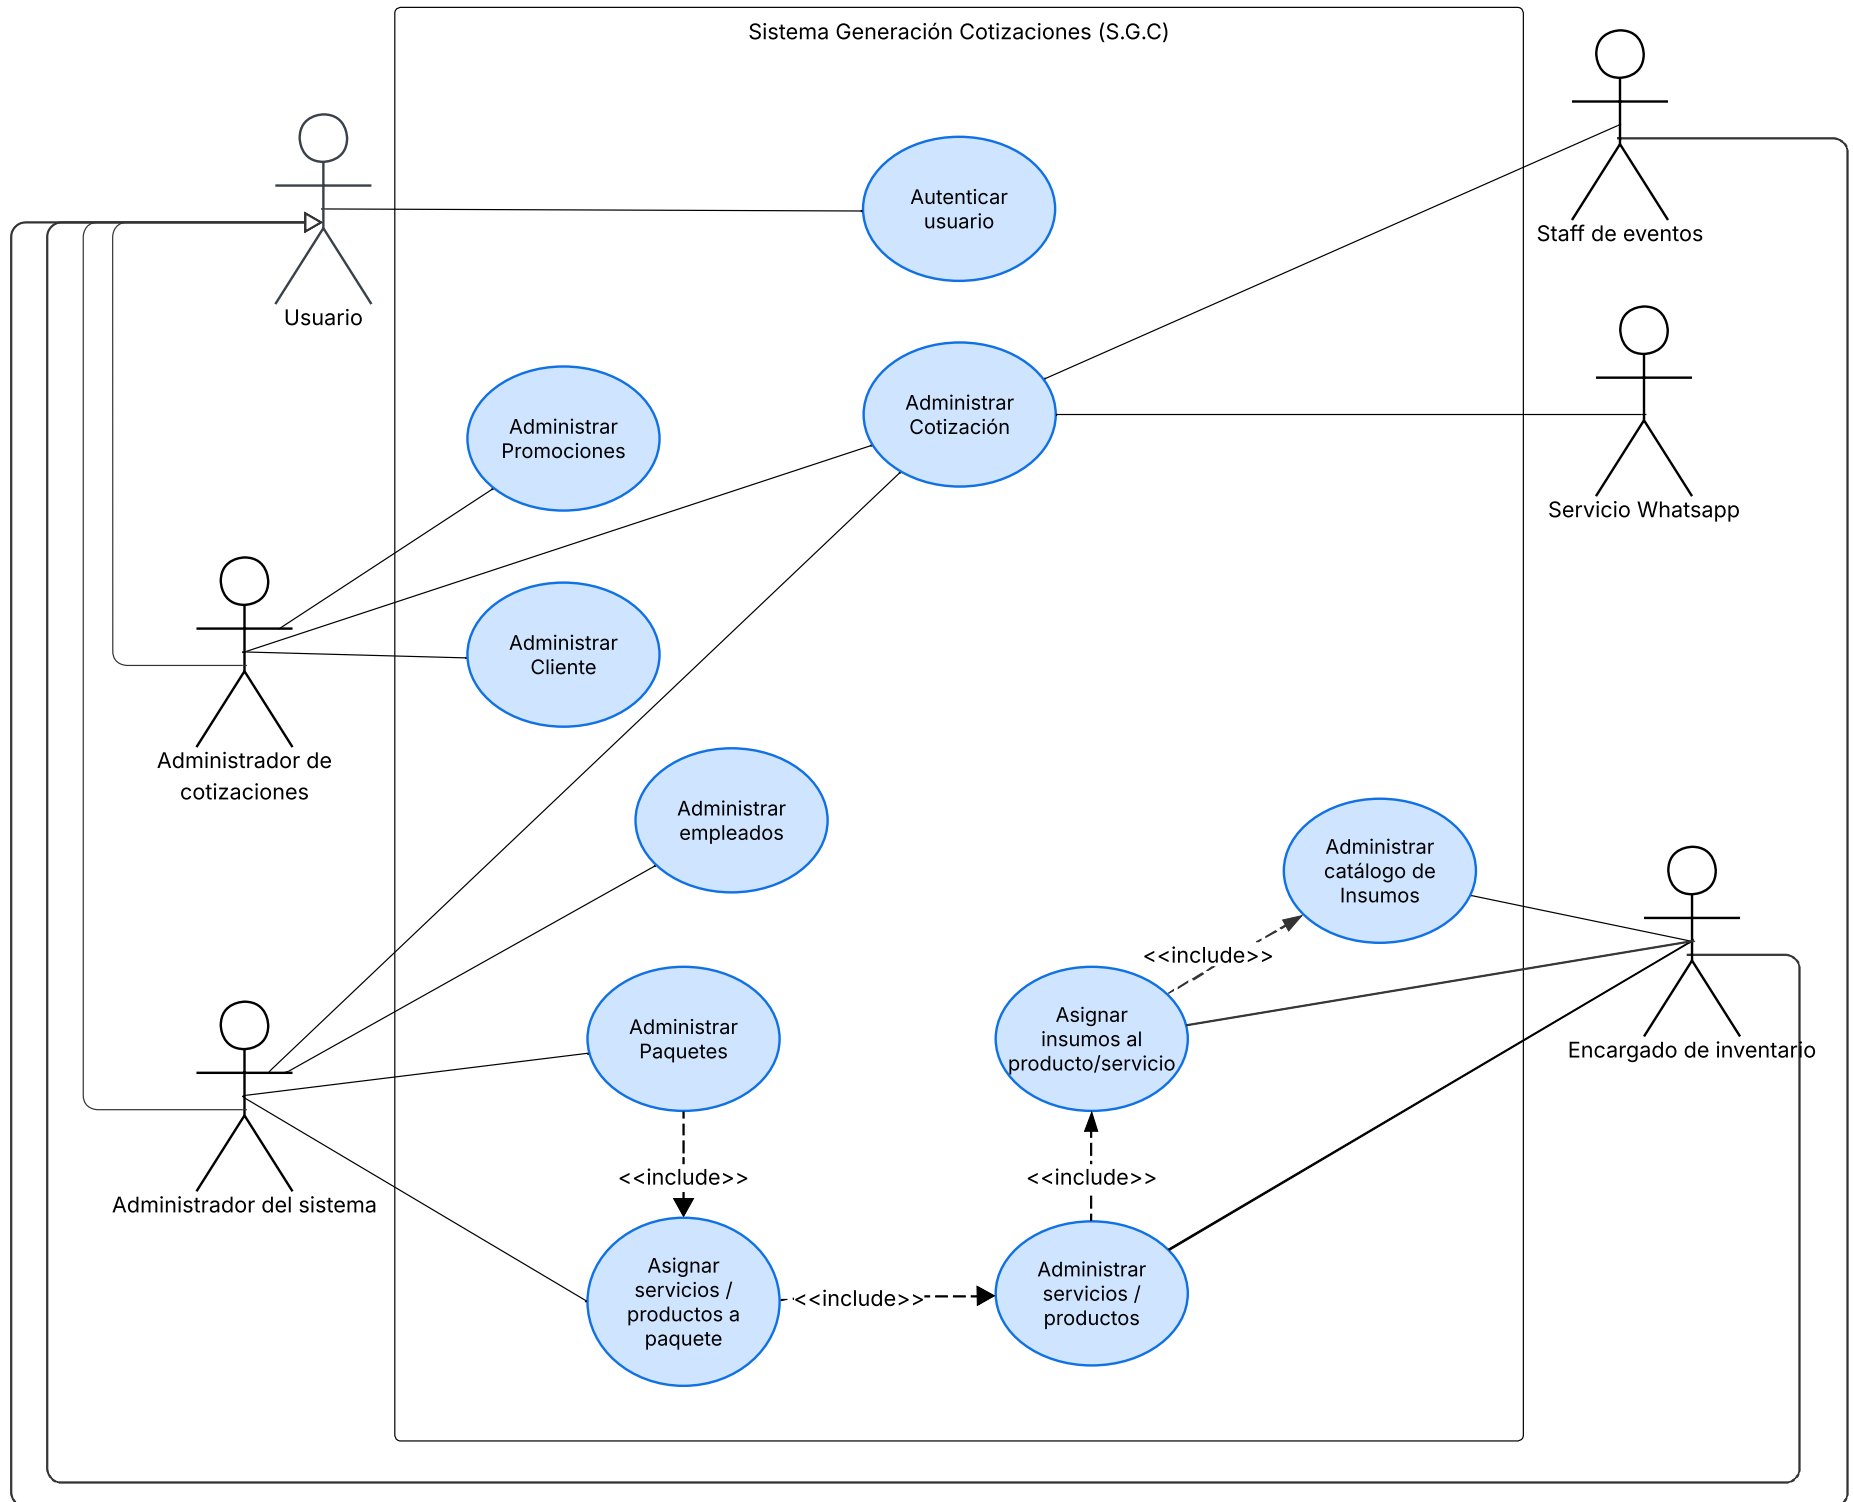 Sistema Generación Cotizaciones (S.G.C)
Autenticar
usuario
Staff de eventos
Usuario
Administrar
Promociones
Administrar
Cotización
Servicio Whatsapp
Administrar
Cliente
Administrador de
cotizaciones
Administrar
empleados
Administrar
catálogo de
Insumos
<<include>>
Administrar
Paquetes
Asignar
insumos al
producto/servicio
Encargado de inventario
<<include>>
<<include>>
Administrador del sistema
Asignar
servicios /
productos a
paquete
<<include>>
Administrar
servicios /
productos